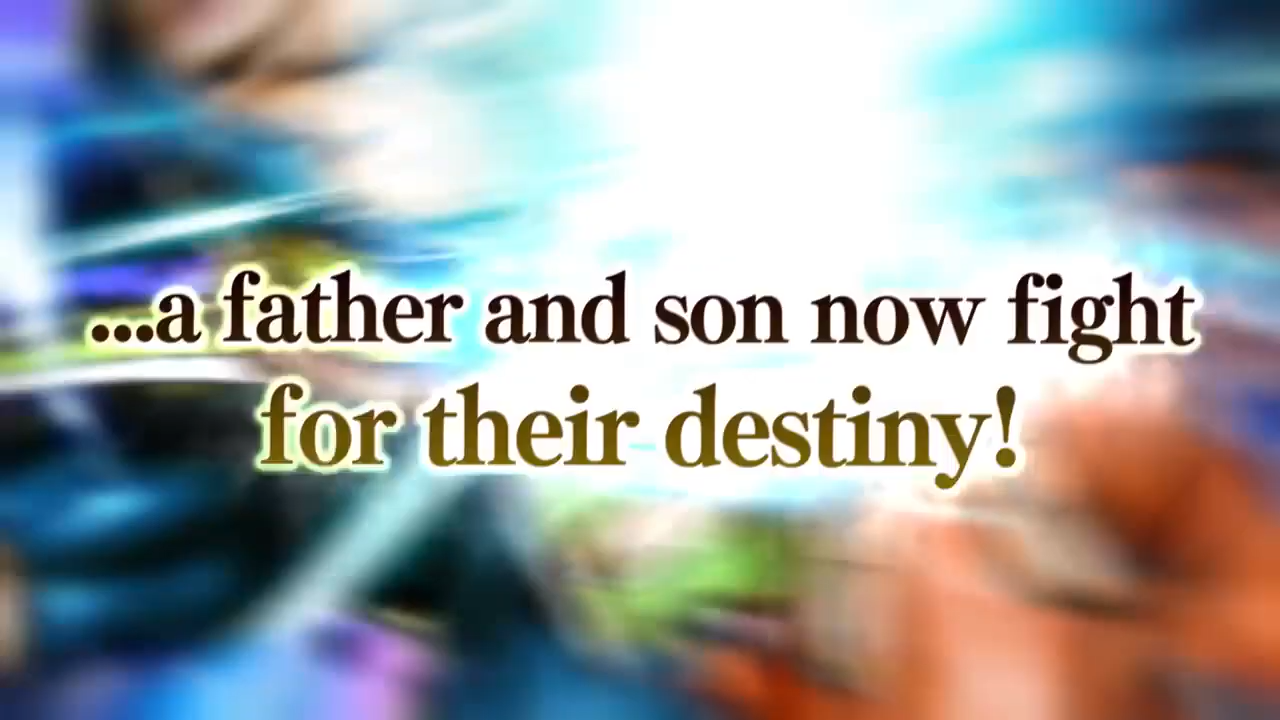 ...a father and son now fight
for their destiny!